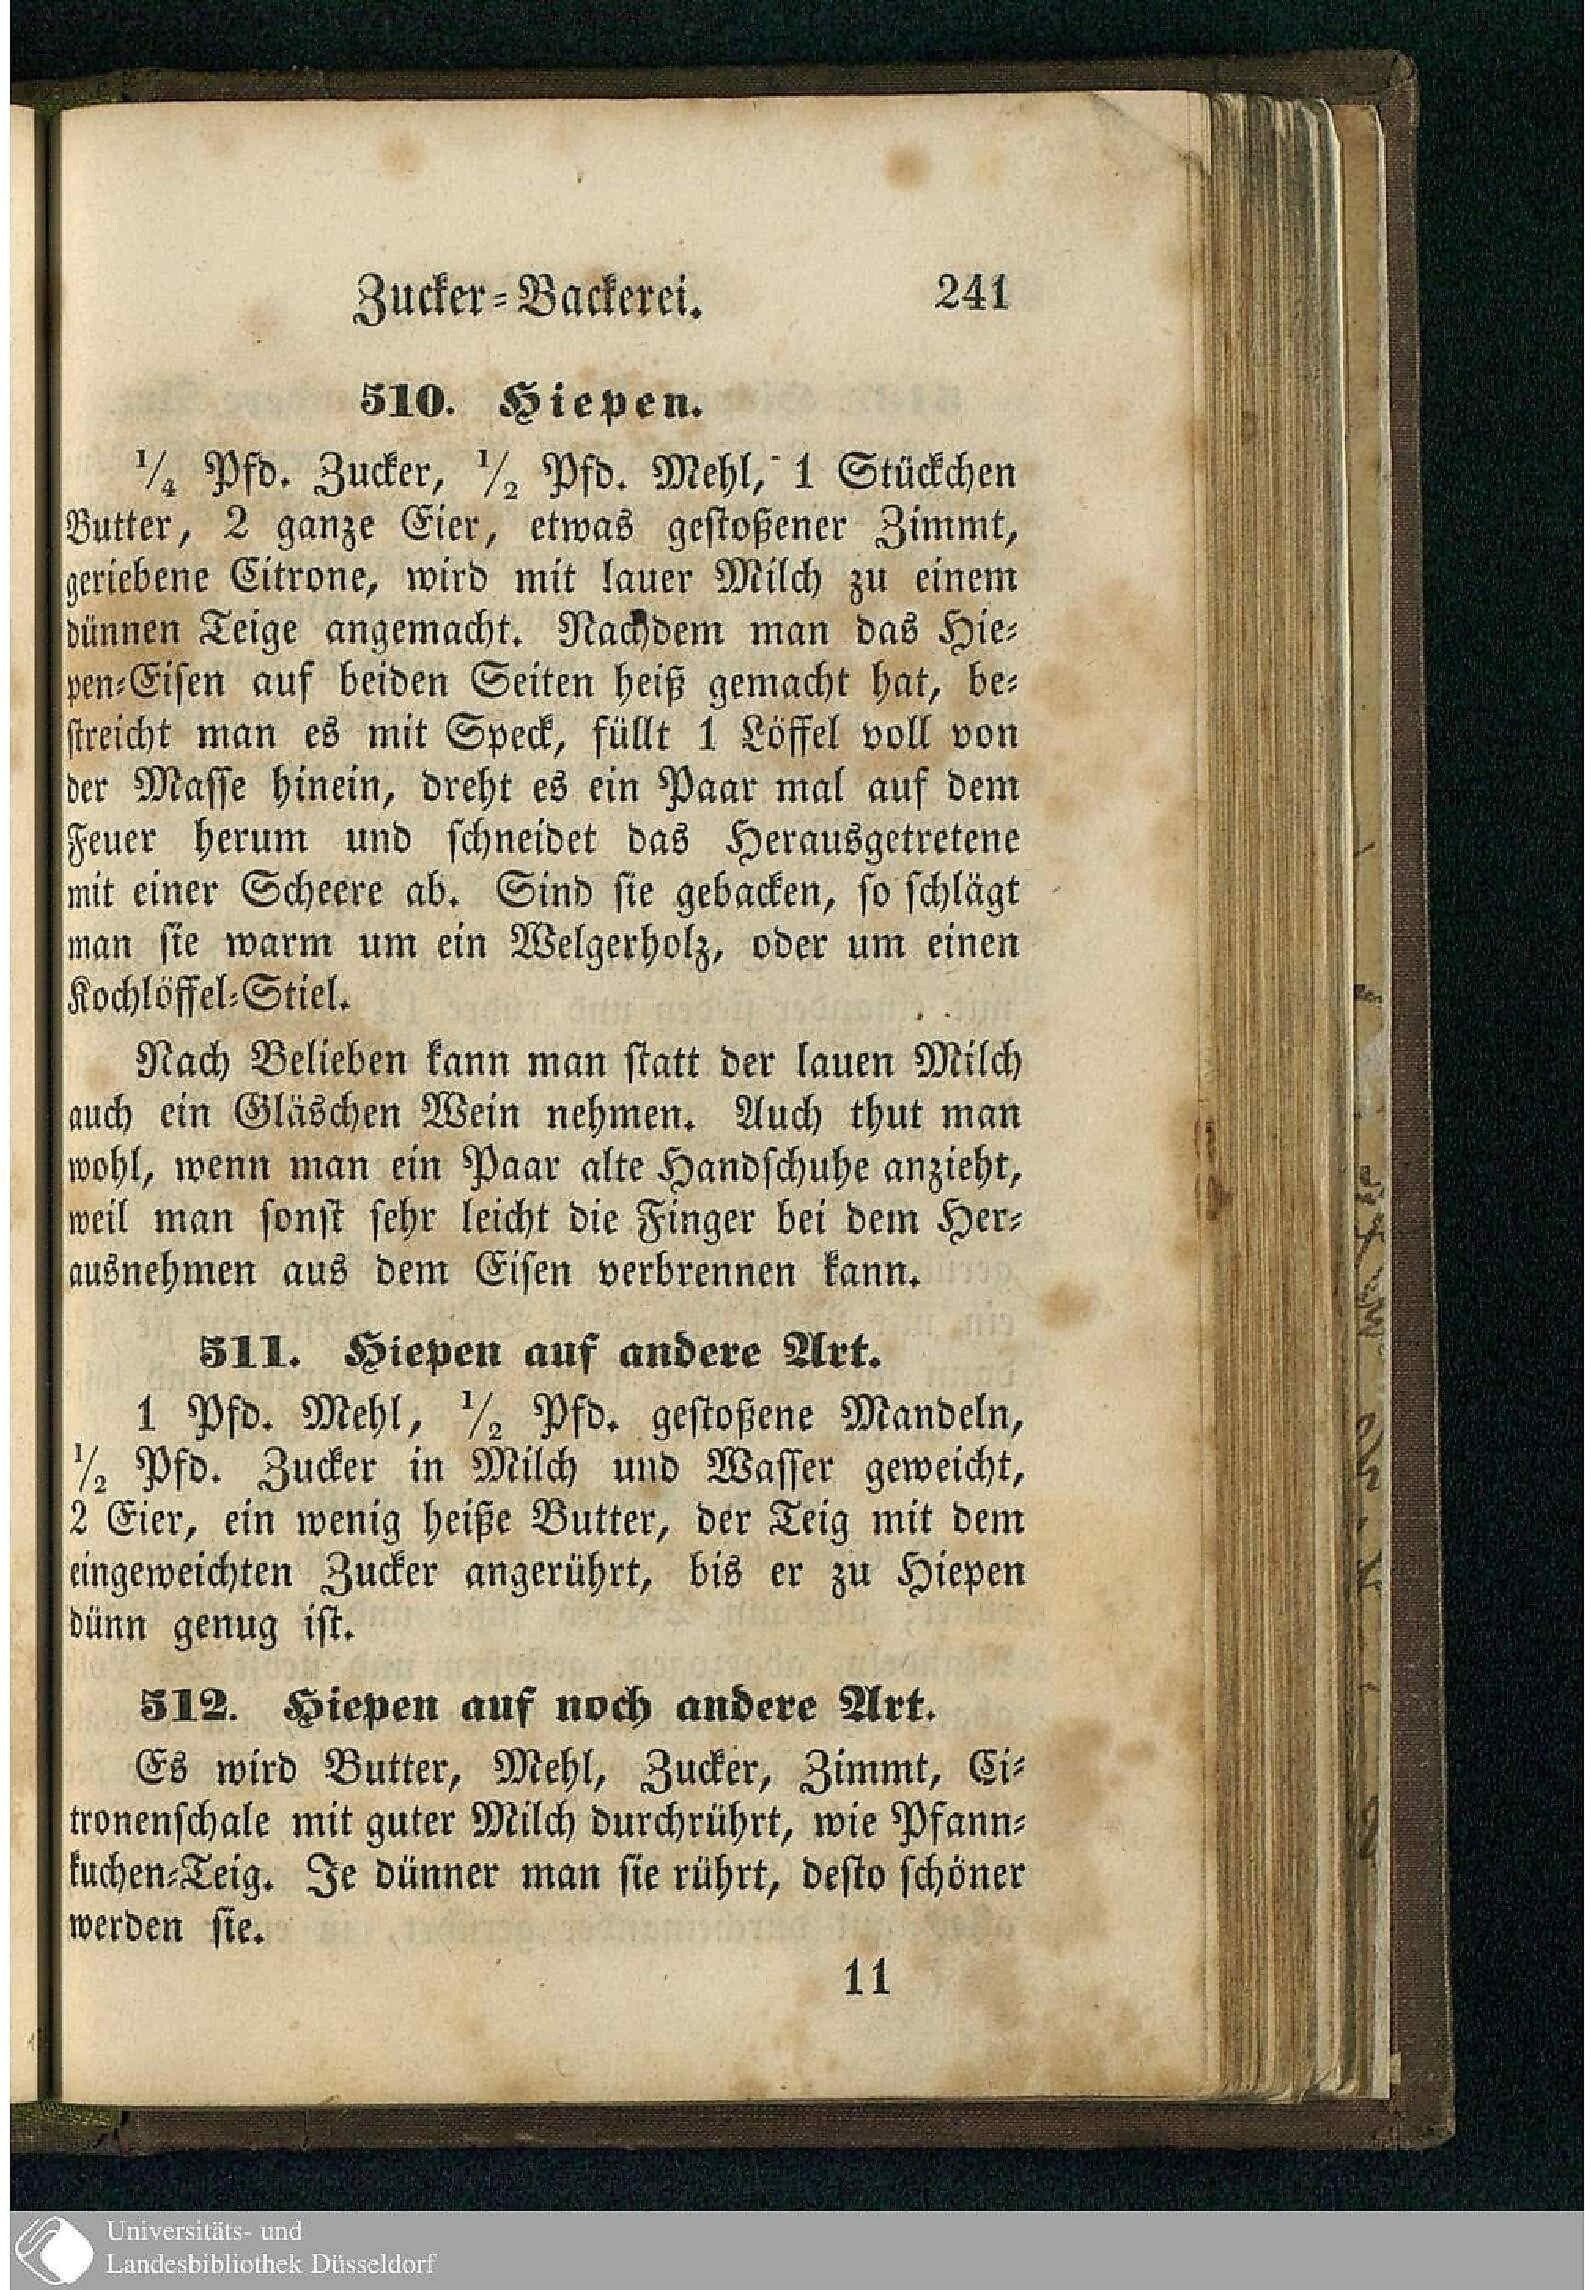 Zucker-Backerei. 241
510. Hiepen.
1/4 Pfd. Zucker, 1/2 Pfd. Mehl, 1 Stückchen
Butter, 2 ganze Eier, etwas gestoßener Zimmt,
geriebene Citrone, wird mit lauer Milch zu einem
dünnen Teige angemacht. Nachdem man das Hie-
pen-Eisen auf beiden Seiten heiß gemacht hat, be-
streicht man es mit Speck, füllt 1 Löffel voll von
der Masse hinein, dreht es ein Paar mal auf dem
Feuer herum und schneidet das Herausgetretene
mit einer Scheere ab. Sind sie gebacken, so schlägt
man sie warm um ein Welgerholz, oder um einen
Kochlöffel-Stiel.
Nach Belieben kann man statt der lauen Milch
auch ein Gläschen Wein nehmen. Auch thut man
wohl, wenn man ein Paar alte Handschuhe anzieht,
weil man sonst sehr leicht die Finger bei dem Her-
ausnehmen aus dem Eisen verbrennen kann.
511. Hiepen auf andere Art.
1 Pfd. Mehl, 1/2 Pfd. gestoßene Mandeln,
1/2 Pfd. Zucker in Milch und Wasser geweicht,
2 Eier, ein wenig heiße Butter, der Teig mit dem
eingeweichten Zucker angerührt, bis er zu Hiepen
dünn genug ist.
512. Hiepen auf noch andere Art.
Es wird Butter, Mehl, Zucker, Zimmt, Ci-
tronenschale mit guter Milch durchrührt, wie Pfann-
kuchen-Teig. Je dünner man sie rührt, desto schöner
werden sie.
11
Universitäts- und
Landesbibliothek Düsseldorf